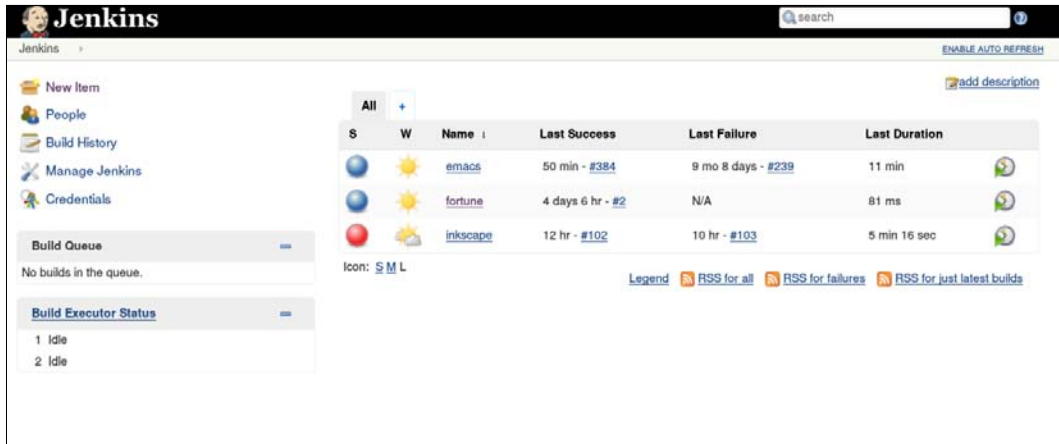 Jenkins
search
Jenkins
ENABLE AUTO REFRESH
New Item
People
Build History
Manage Jenkins
Credentials
Build Queue
No builds in the queue.
Build Executor Status
1 Idle
2 Idle
add description
All +
S W Name ↓ Last Success Last Failure Last Duration
emacs 50 min - #384 9 mo 8 days - #239 11 min
fortune 4 days 6 hr - #2 N/A 81 ms
inkscape 12 hr - #102 10 hr - #103 5 min 16 sec
Icon: S M L
Legend RSS for all RSS for failures RSS for just latest builds